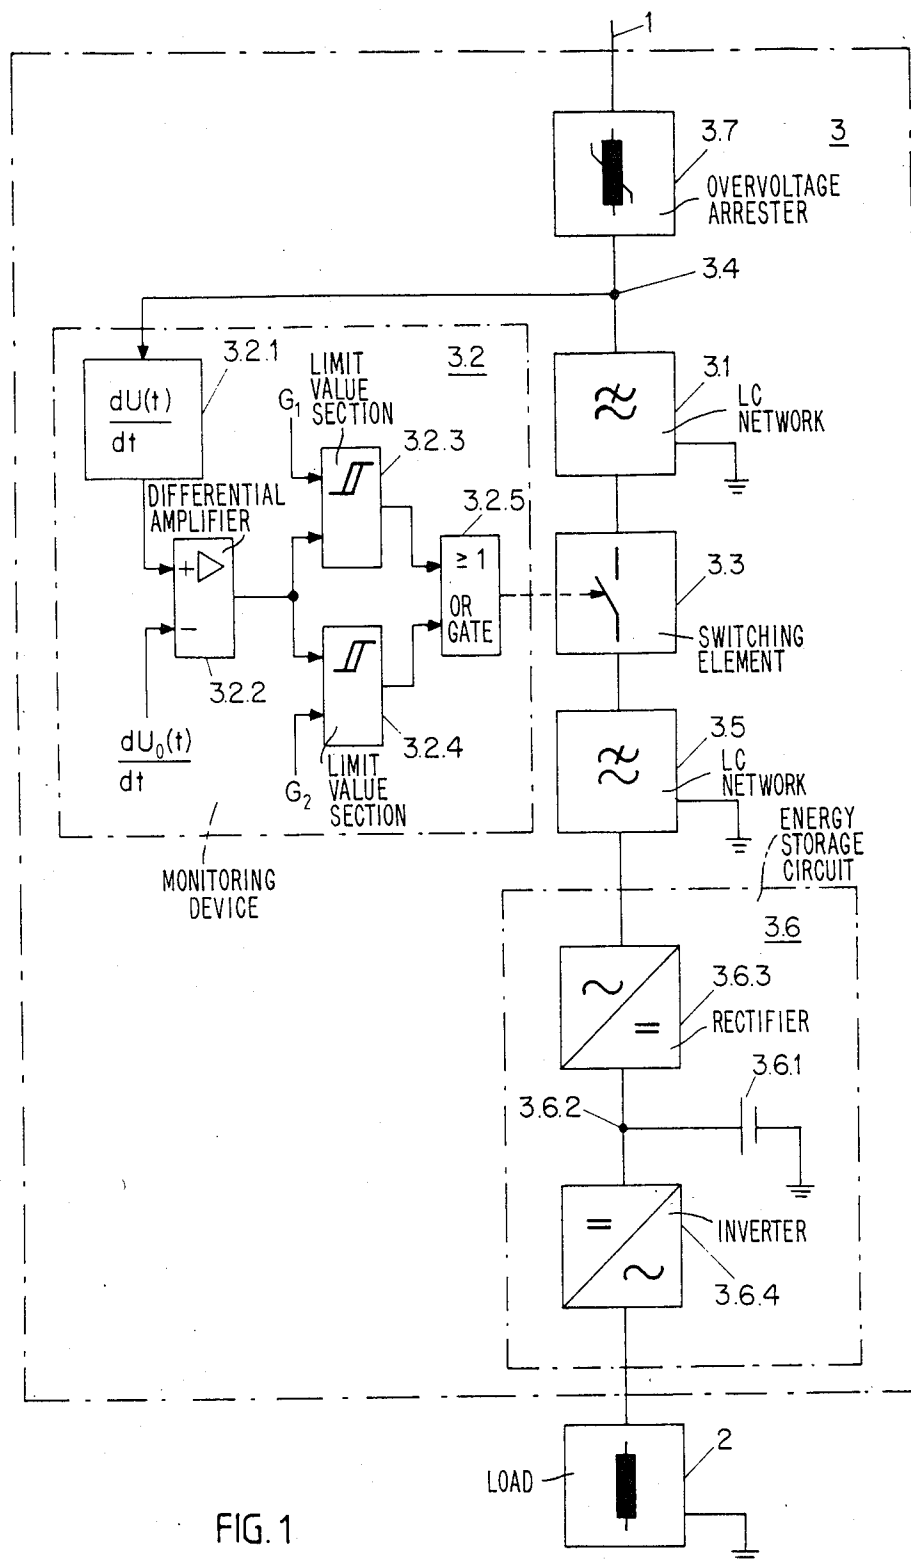 1
3
3.7
OVERVOLTAGE
ARRESTER
3.4
3.2.1
dU(t)
dt
3.2
LIMIT
VALUE
SECTION
G1
3.2.3
3.1
LC
NETWORK
DIFFERENTIAL
AMPLIFIER
+
−
3.2.2
3.2.5
≥ 1
OR
GATE
3.3
SWITCHING
ELEMENT
dU0(t)
dt
G2
3.2.4
LIMIT
VALUE
SECTION
3.5
LC
NETWORK
MONITORING
DEVICE
ENERGY
STORAGE
CIRCUIT
3.6
3.6.3
RECTIFIER
3.6.1
3.6.2
INVERTER
3.6.4
2
LOAD
FIG. 1